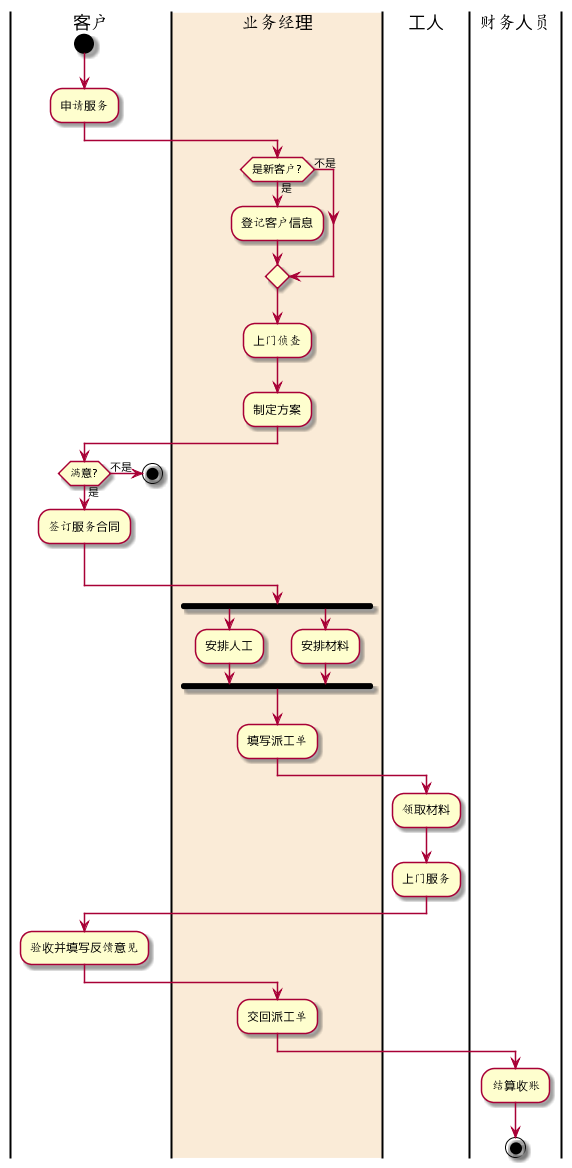 客户
业务经理
工人
财务人员
申请服务
是新客户?
不是
是
登记客户信息
上门侦查
制定方案
满意?
不是
是
签订服务合同
安排人工
安排材料
填写派工单
领取材料
上门服务
验收并填写反馈意见
交回派工单
结算收账